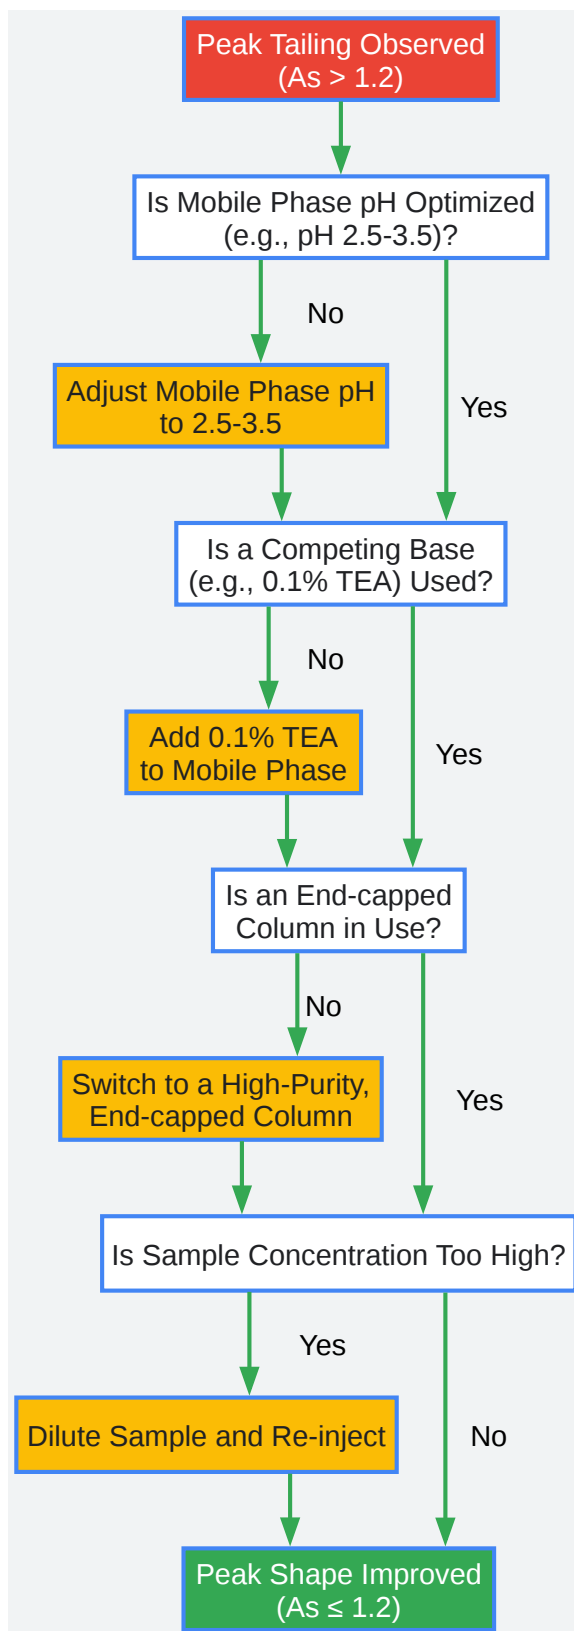 Peak Tailing Observed
(As > 1.2)
Is Mobile Phase pH Optimized
(e.g., pH 2.5-3.5)?
No
Adjust Mobile Phase pH
to 2.5-3.5
Yes
Is a Competing Base
(e.g., 0.1% TEA) Used?
No
Add 0.1% TEA
to Mobile Phase
Yes
Is an End-capped
Column in Use?
No
Switch to a High-Purity,
End-capped Column
Yes
Is Sample Concentration Too High?
Yes
Dilute Sample and Re-inject
No
Peak Shape Improved
(As ≤ 1.2)